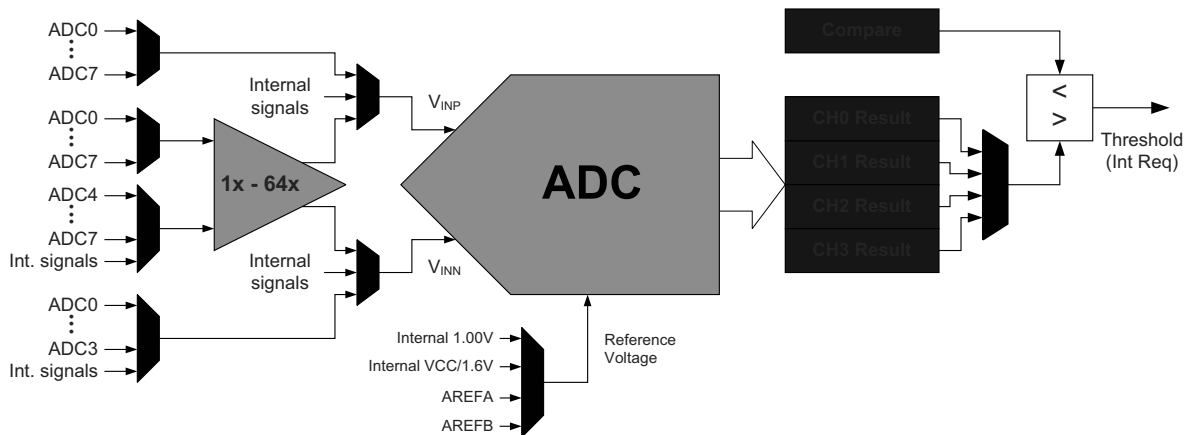 ADC0
ADC7
ADC0
ADC7
ADC4
ADC7
Int. signals
ADC0
ADC3
Int. signals
1x - 64x
Internal
signals
Internal
signals
VINP
VINN
ADC
Internal 1.00V
Internal VCC/1.6V
AREFA
AREFB
Reference
Voltage
Compare
CH0 Result
CH1 Result
CH2 Result
CH3 Result
<
>
Threshold
(Int Req)